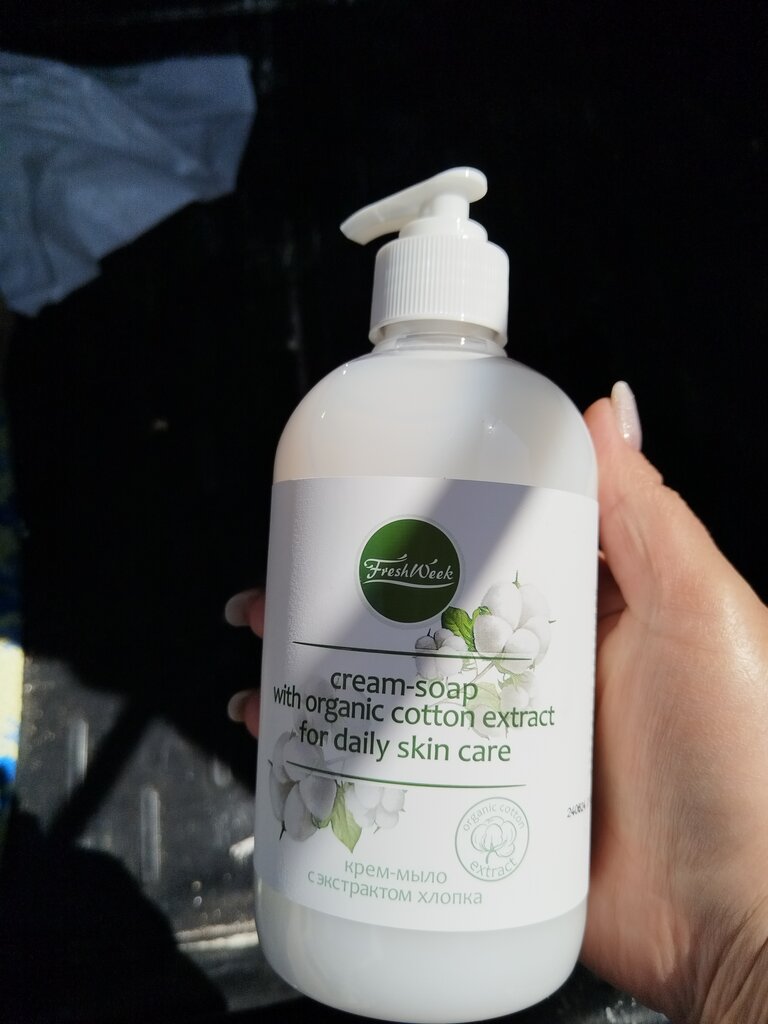 FreshWeek
cream-soap
with organic cotton extract
for daily skin care
organic cotton
extract
крем-мыло
с экстрактом хлопка